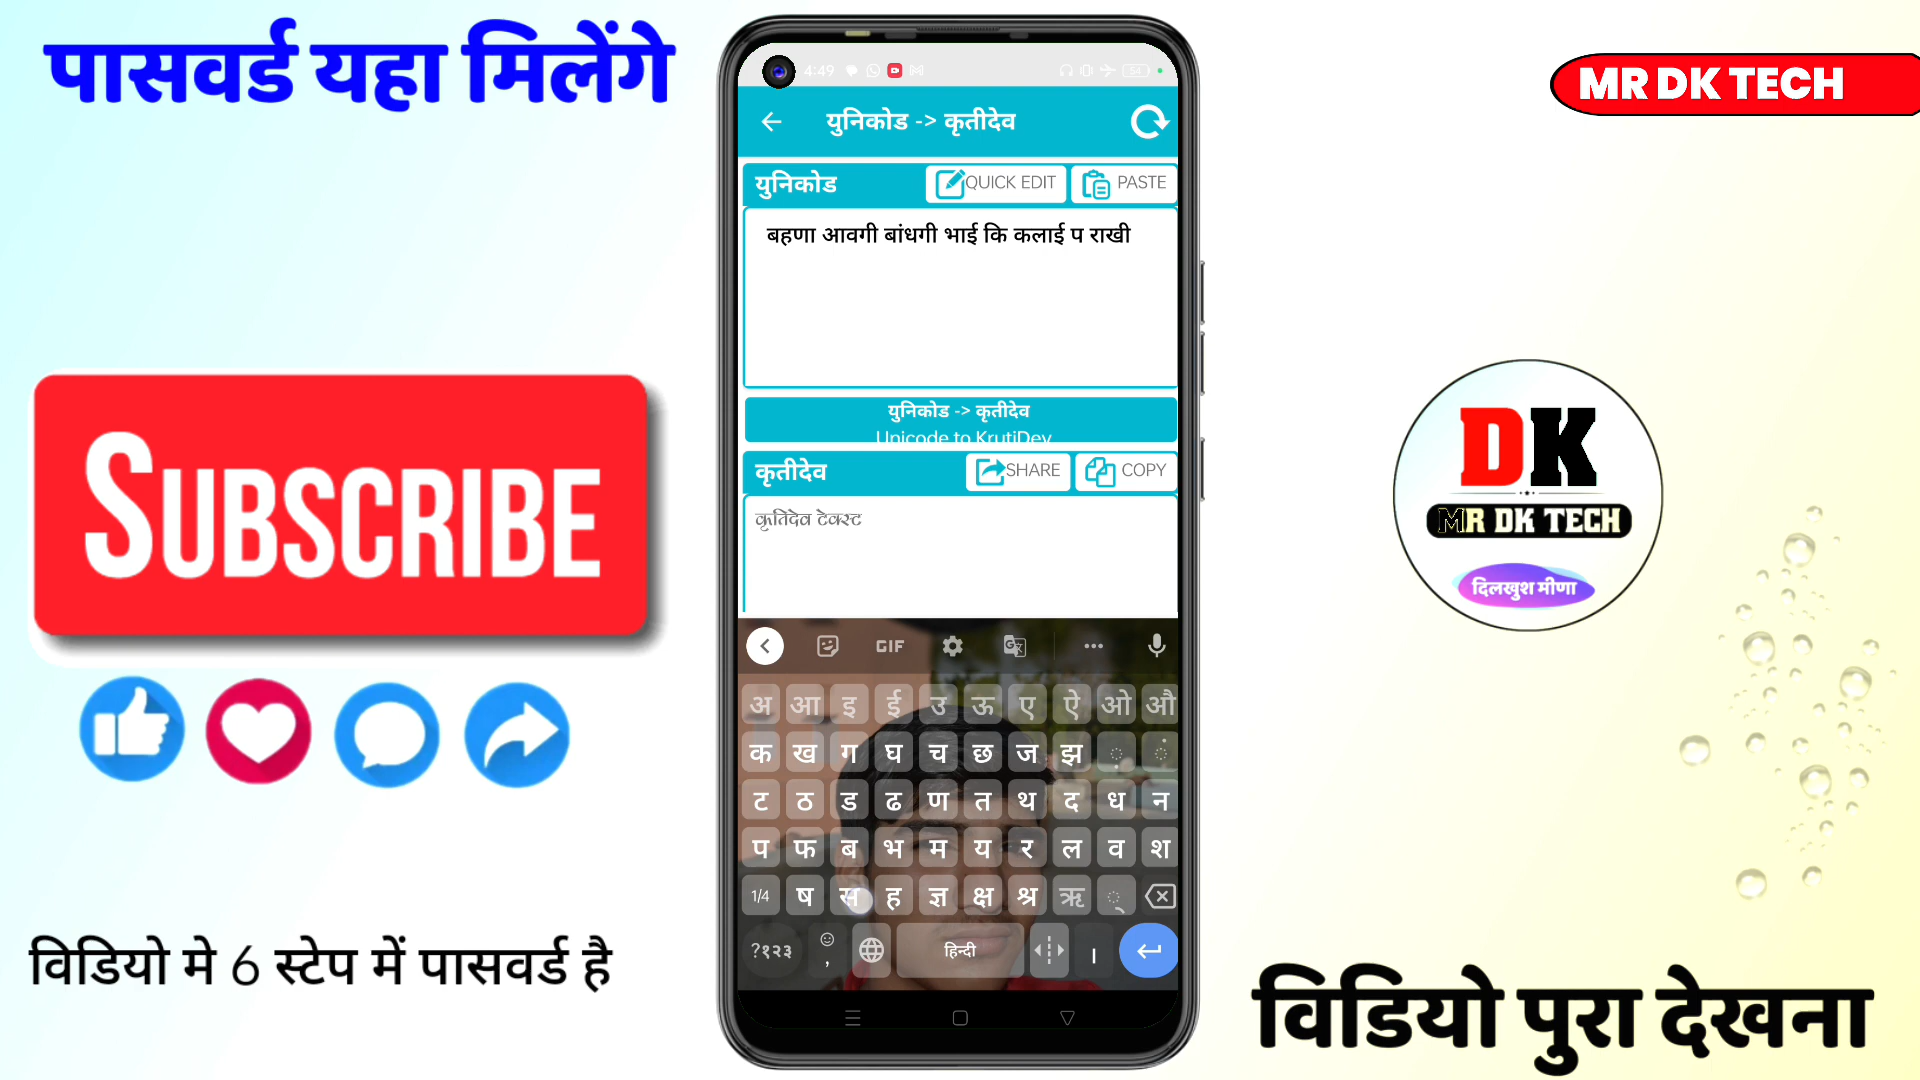 पासवर्ड यहा मिलेंगे
MR DK TECH
4:49
54
युनिकोड -> कृतीदेव
युनिकोड
QUICK EDIT
PASTE
बहणा आवगी बांधगी भाई कि कलाई प राखी
युनिकोड -> कृतीदेव
Unicode to KrutiDev
कृतीदेव
SHARE
COPY
कृतिदेव टेक्स्ट
SUBSCRIBE
DK
MR DK TECH
दिलखुश मीणा
GIF
अ आ इ ई उ ऊ ए ऐ ओ औ
क ख ग घ च छ ज झ ़ ं
ट ठ ड ढ ण त थ द ध न
प फ ब भ म य र ल व श
1/4 ष स ह ज्ञ क्ष श्र ऋ ्
?१२३ , हिन्दी ।
विडियो मे 6 स्टेप में पासवर्ड है
विडियो पुरा देखना